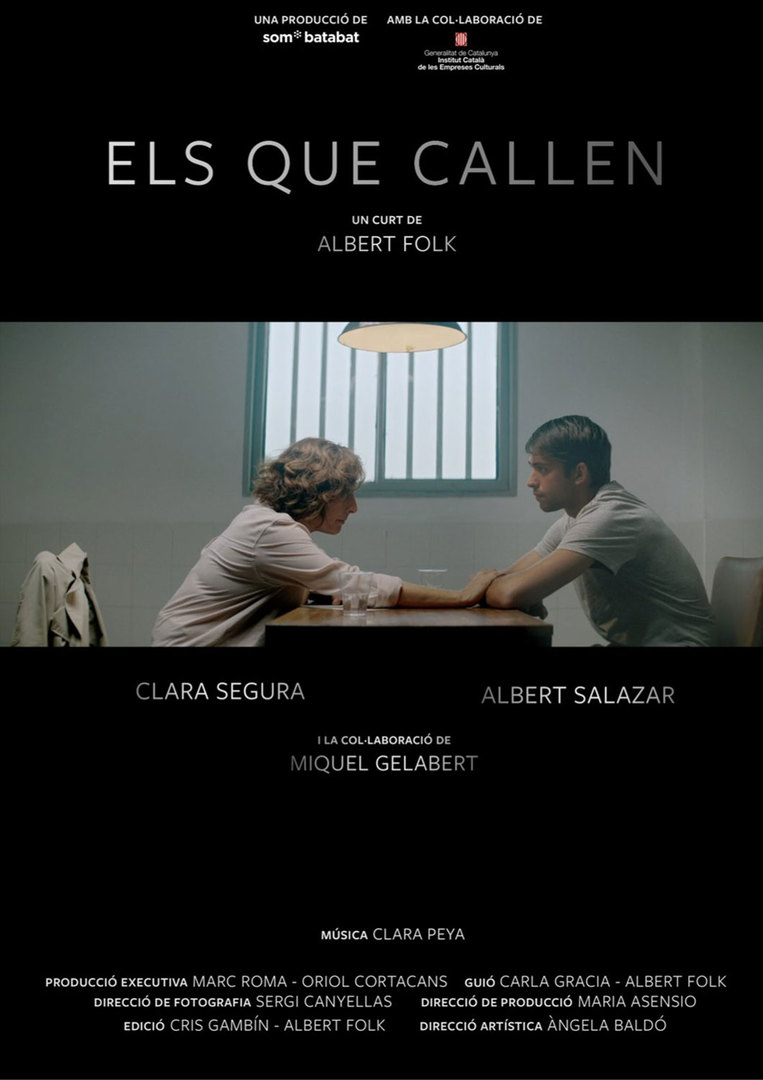 UNA PRODUCCIÓ DE
som* batabat
AMB LA COL·LABORACIÓ DE
Generalitat de Catalunya
Institut Català
de les Empreses Culturals
ELS QUE CALLEN
UN CURT DE
ALBERT FOLK
CLARA SEGURA
ALBERT SALAZAR
I LA COL·LABORACIÓ DE
MIQUEL GELABERT
MÚSICA CLARA PEYA
PRODUCCIÓ EXECUTIVA MARC ROMA - ORIOL CORTACANS GUIÓ CARLA GRACIA - ALBERT FOLK
DIRECCIÓ DE FOTOGRAFIA SERGI CANYELLAS DIRECCIÓ DE PRODUCCIÓ MARIA ASENSIO
EDICIÓ CRIS GAMBÍN - ALBERT FOLK DIRECCIÓ ARTÍSTICA ÀNGELA BALDÓ